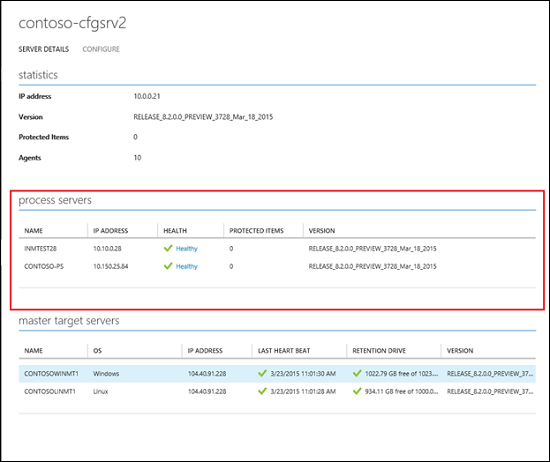 contoso-cfgsrv2
SERVER DETAILS CONFIGURE
statistics
IP address 10.0.0.21
Version RELEASE_8.2.0.0_PREVIEW_3728_Mar_18_2015
Protected Items 0
Agents 10
process servers
NAME IP ADDRESS HEALTH PROTECTED ITEMS VERSION
INMTEST28 10.10.0.28 Healthy 0 RELEASE_8.2.0.0_PREVIEW_3728_Mar_18_2015
CONTOSO-PS 10.150.25.84 Healthy 0 RELEASE_8.2.0.0_PREVIEW_3728_Mar_18_2015
master target servers
NAME OS IP ADDRESS LAST HEART BEAT RETENTION DRIVE VERSION
CONTOSOWINMT1 Windows 104.40.91.228 3/23/2015 11:01:30 AM 1022.79 GB free of 1023... RELEASE_8.2.0.0_PREVIEW_37...
CONTOSOLINMT1 Linux 104.40.91.228 3/23/2015 11:01:28 AM 934.11 GB free of 1000.0... RELEASE_8.2.0.0_PREVIEW_37...